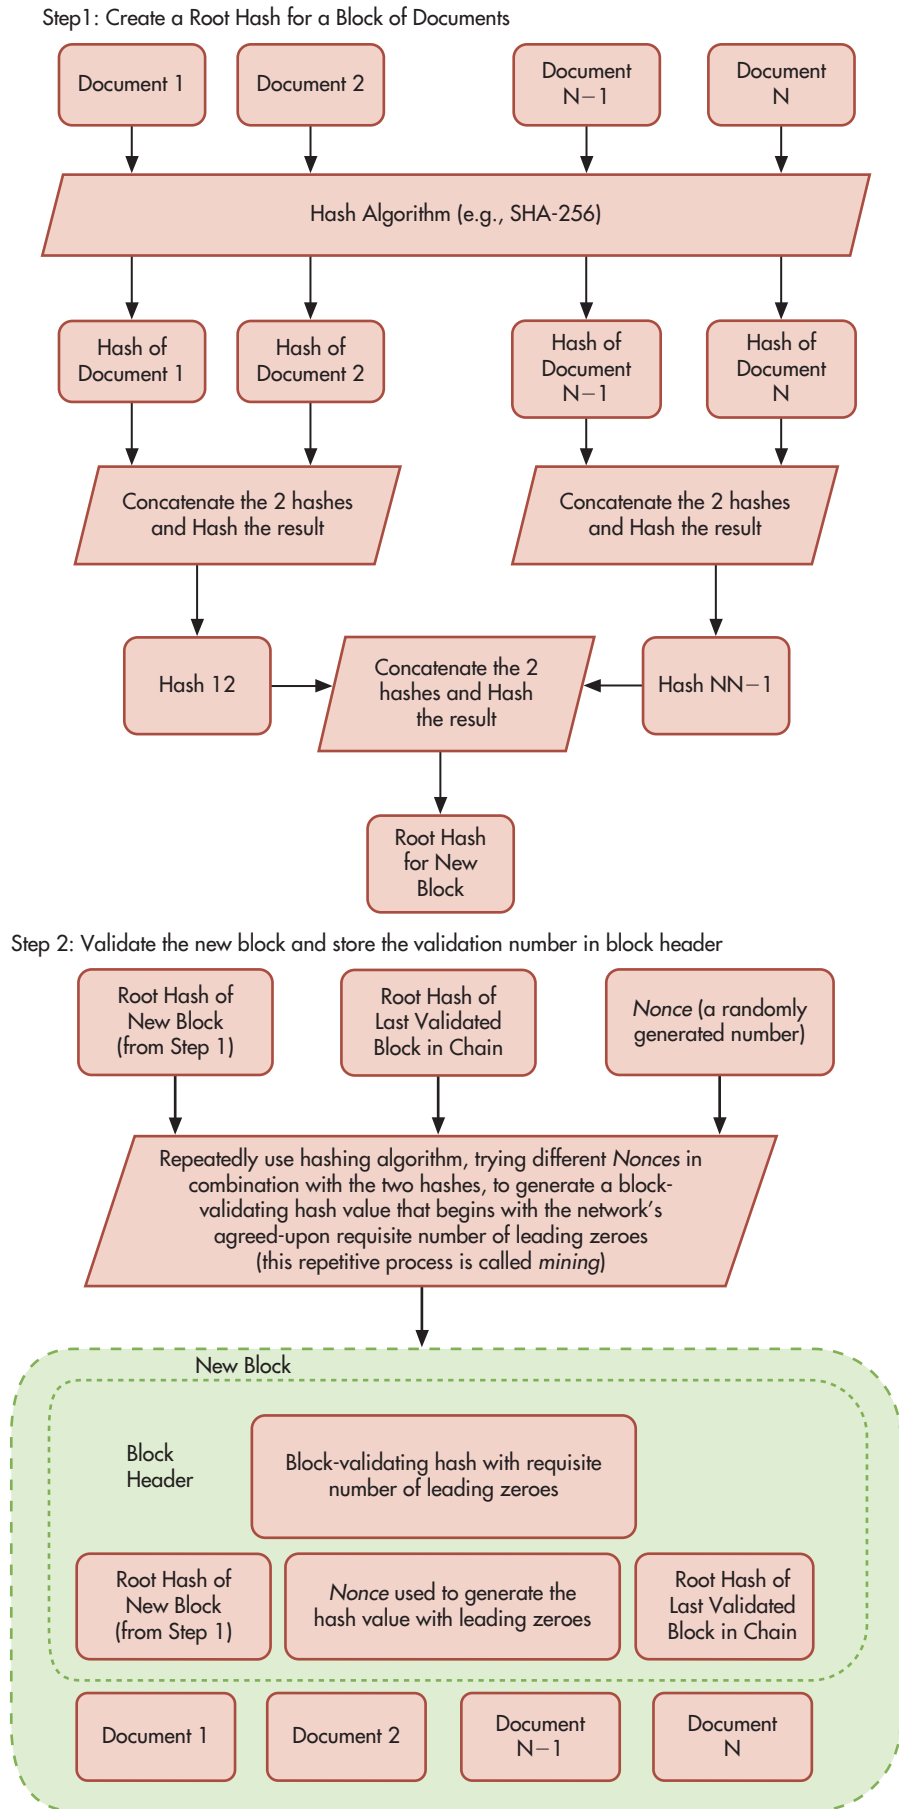 Step1: Create a Root Hash for a Block of Documents
Document 1
Document 2
Document
N−1
Document
N
Hash Algorithm (e.g., SHA-256)
Hash of
Document 1
Hash of
Document 2
Hash of
Document
N−1
Hash of
Document
N
Concatenate the 2 hashes
and Hash the result
Concatenate the 2 hashes
and Hash the result
Hash 12
Concatenate the 2
hashes and Hash
the result
Hash NN−1
Root Hash
for New
Block
Step 2: Validate the new block and store the validation number in block header
Root Hash of
New Block
(from Step 1)
Root Hash of
Last Validated
Block in Chain
Nonce (a randomly
generated number)
Repeatedly use hashing algorithm, trying different Nonces in
combination with the two hashes, to generate a block-
validating hash value that begins with the network’s
agreed-upon requisite number of leading zeroes
(this repetitive process is called mining)
New Block
Block
Header
Block-validating hash with requisite
number of leading zeroes
Root Hash of
New Block
(from Step 1)
Nonce used to generate the
hash value with leading zeroes
Root Hash of
Last Validated
Block in Chain
Document 1
Document 2
Document
N−1
Document
N